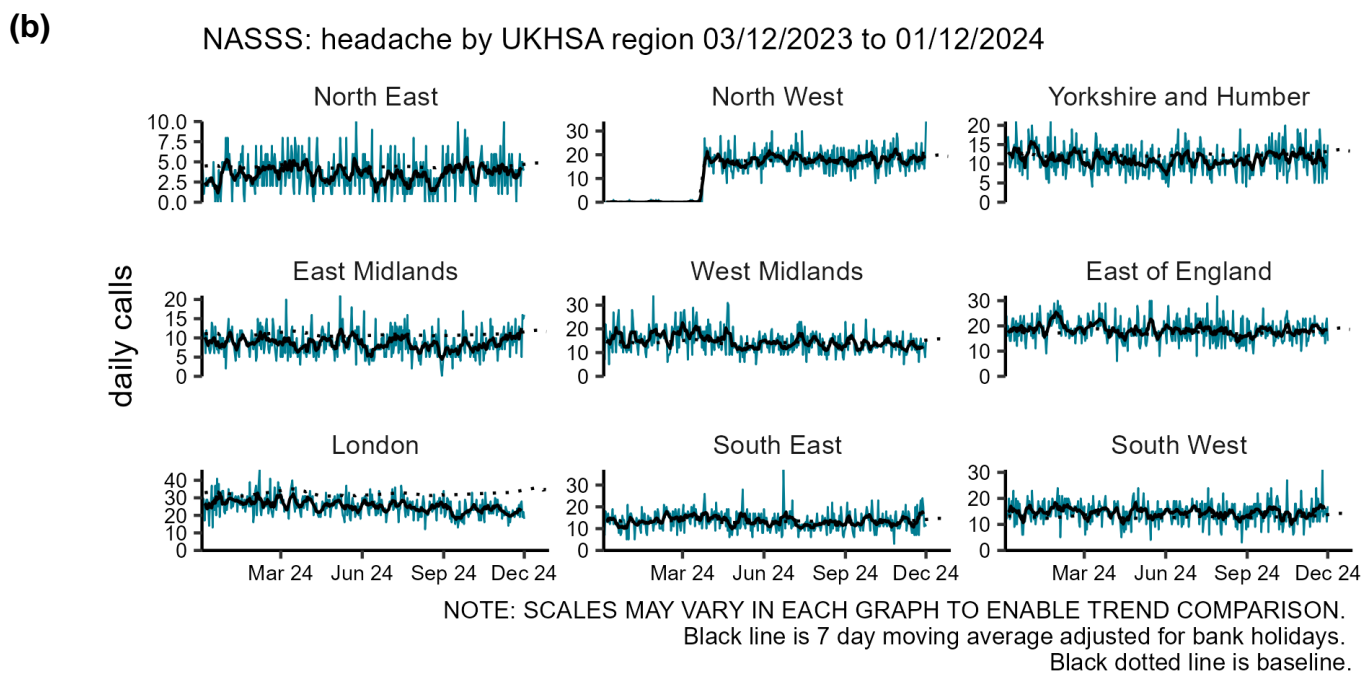 (b)
NASSS: headache by UKHSA region 03/12/2023 to 01/12/2024
North East
North West
Yorkshire and Humber
10.0
7.5
5.0
2.5
0.0
30
20
10
0
20
15
10
5
0
daily calls
East Midlands
West Midlands
East of England
20
15
10
5
0
30
20
10
0
30
20
10
0
London
South East
South West
40
30
20
10
0
30
20
10
0
30
20
10
0
Mar 24 Jun 24 Sep 24 Dec 24
Mar 24 Jun 24 Sep 24 Dec 24
Mar 24 Jun 24 Sep 24 Dec 24
NOTE: SCALES MAY VARY IN EACH GRAPH TO ENABLE TREND COMPARISON.
Black line is 7 day moving average adjusted for bank holidays.
Black dotted line is baseline.